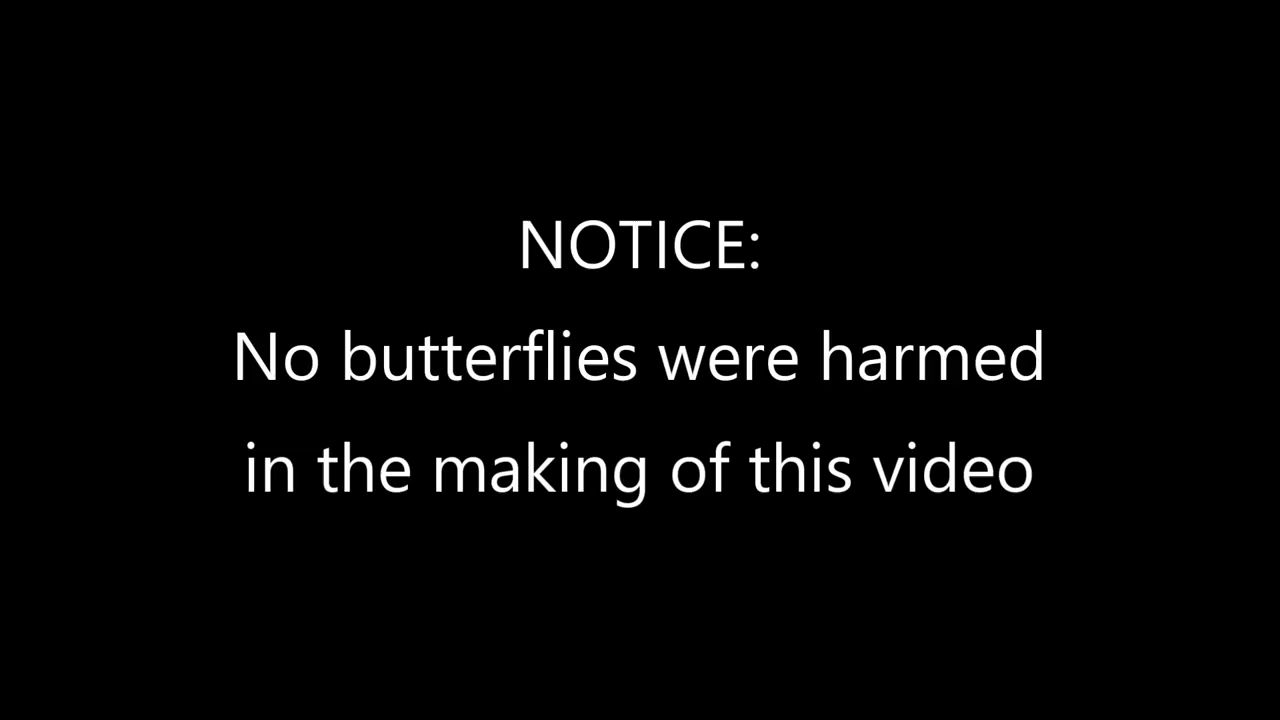 NOTICE:
No butterflies were harmed
in the making of this video